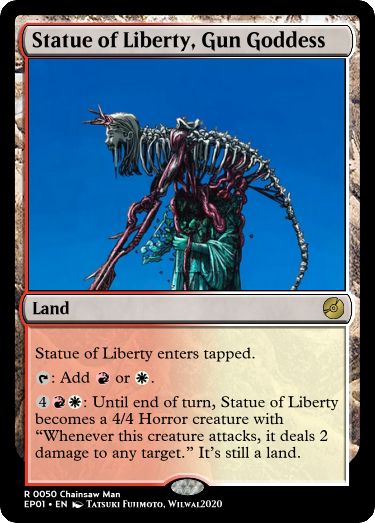 Statue of Liberty, Gun Goddess
Land
Statue of Liberty enters tapped.
: Add or .
4 : Until end of turn, Statue of Liberty
becomes a 4/4 Horror creature with
“Whenever this creature attacks, it deals 2
damage to any target.” It’s still a land.
R 0050 Chainsaw Man
EP01 • EN Tatsuki Fujimoto, Wilwal2020